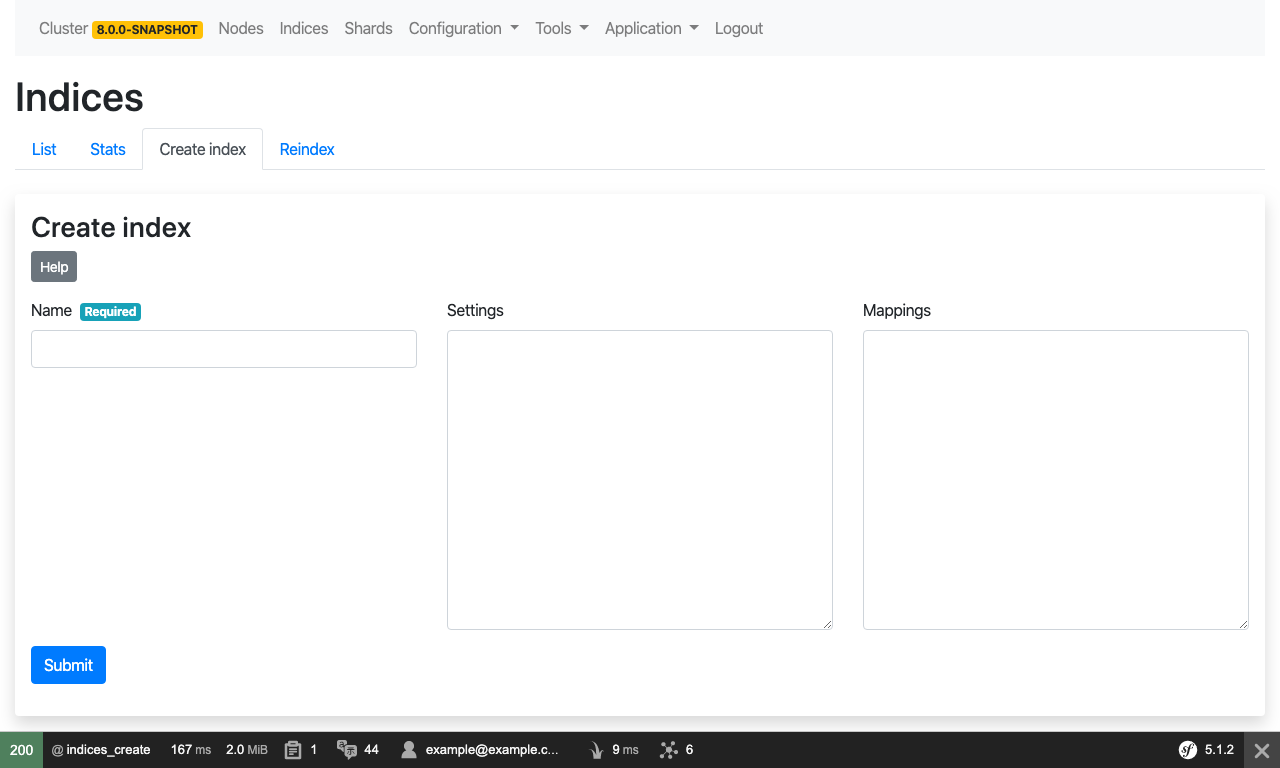 Cluster 8.0.0-SNAPSHOT Nodes Indices Shards Configuration Tools Application Logout
Indices
List Stats Create index Reindex
Create index
Help
Name Required Settings Mappings
Submit
200 @ indices_create 167 ms 2.0 MiB 1 44 example@example.c... 9 ms 6 sf 5.1.2